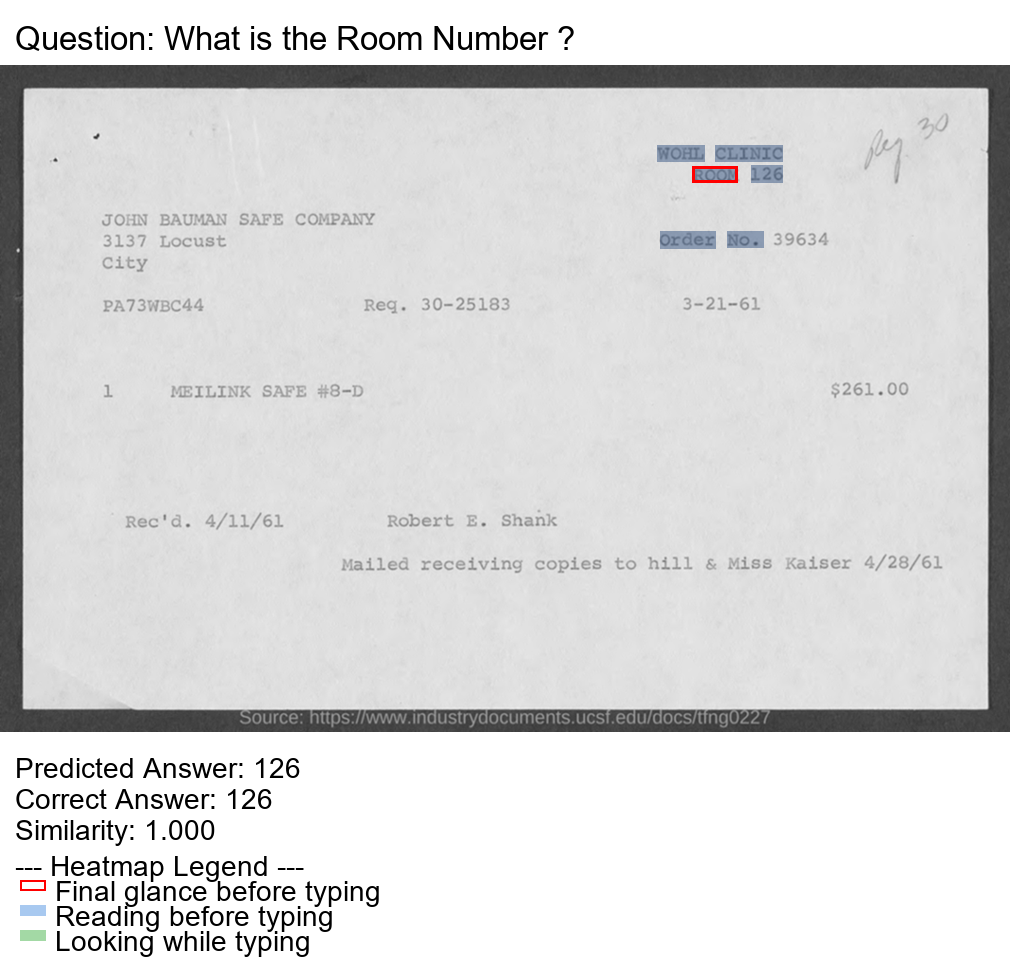 Question: What is the Room Number ?
Reg. 30
WOHL CLINIC
ROOM 126
JOHN BAUMAN SAFE COMPANY
3137 Locust
City
Order No. 39634
PA73WBC44 Req. 30-25183 3-21-61
1 MEILINK SAFE #8-D $261.00
Rec'd. 4/11/61 Robert E. Shank
Mailed receiving copies to hill & Miss Kaiser 4/28/61
Source: https://www.industrydocuments.ucsf.edu/docs/tfng0227
Predicted Answer: 126
Correct Answer: 126
Similarity: 1.000
--- Heatmap Legend ---
Final glance before typing
Reading before typing
Looking while typing